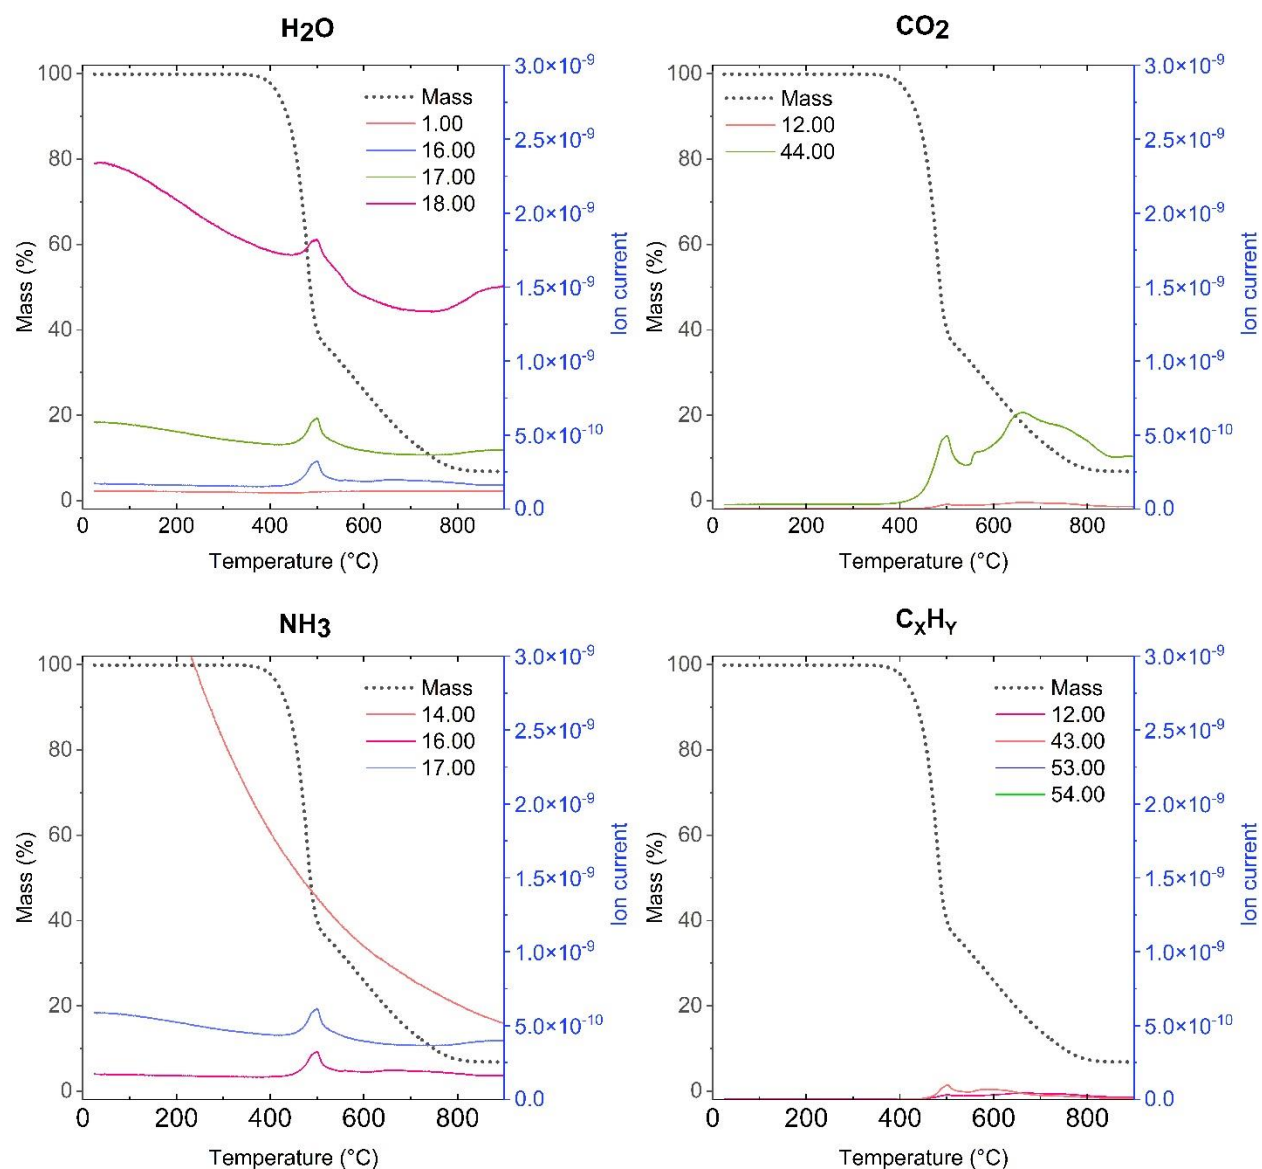 H2O
100
80
60
40
20
0
Mass (%)
3.0×10-9
2.5×10-9
2.0×10-9
1.5×10-9
1.0×10-9
5.0×10-10
0.0
Ion current
Mass
1.00
16.00
17.00
18.00
0 200 400 600 800
Temperature (°C)
CO2
100
80
60
40
20
0
Mass (%)
3.0×10-9
2.5×10-9
2.0×10-9
1.5×10-9
1.0×10-9
5.0×10-10
0.0
Ion current
Mass
12.00
44.00
0 200 400 600 800
Temperature (°C)
NH3
100
80
60
40
20
0
Mass (%)
3.0×10-9
2.5×10-9
2.0×10-9
1.5×10-9
1.0×10-9
5.0×10-10
0.0
Ion current
Mass
14.00
16.00
17.00
0 200 400 600 800
Temperature (°C)
CXHY
100
80
60
40
20
0
Mass (%)
3.0×10-9
2.5×10-9
2.0×10-9
1.5×10-9
1.0×10-9
5.0×10-10
0.0
Ion current
Mass
12.00
43.00
53.00
54.00
0 200 400 600 800
Temperature (°C)